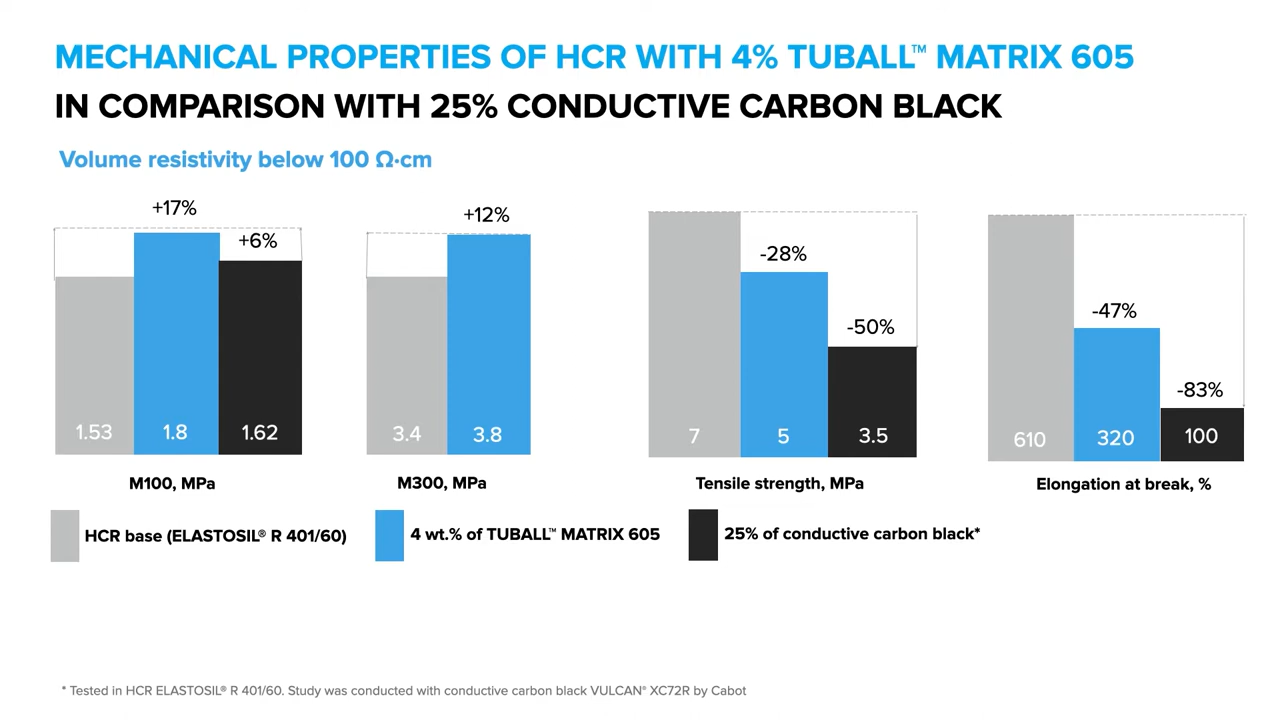 MECHANICAL PROPERTIES OF HCR WITH 4% TUBALL™ MATRIX 605
IN COMPARISON WITH 25% CONDUCTIVE CARBON BLACK
Volume resistivity below 100 Ω·cm
+17%
+6%
1.53
1.8
1.62
M100, MPa
+12%
3.4
3.8
M300, MPa
-28%
-50%
7
5
3.5
Tensile strength, MPa
-47%
-83%
610
320
100
Elongation at break, %
HCR base (ELASTOSIL® R 401/60)
4 wt.% of TUBALL™ MATRIX 605
25% of conductive carbon black*
* Tested in HCR ELASTOSIL® R 401/60. Study was conducted with conductive carbon black VULCAN® XC72R by Cabot